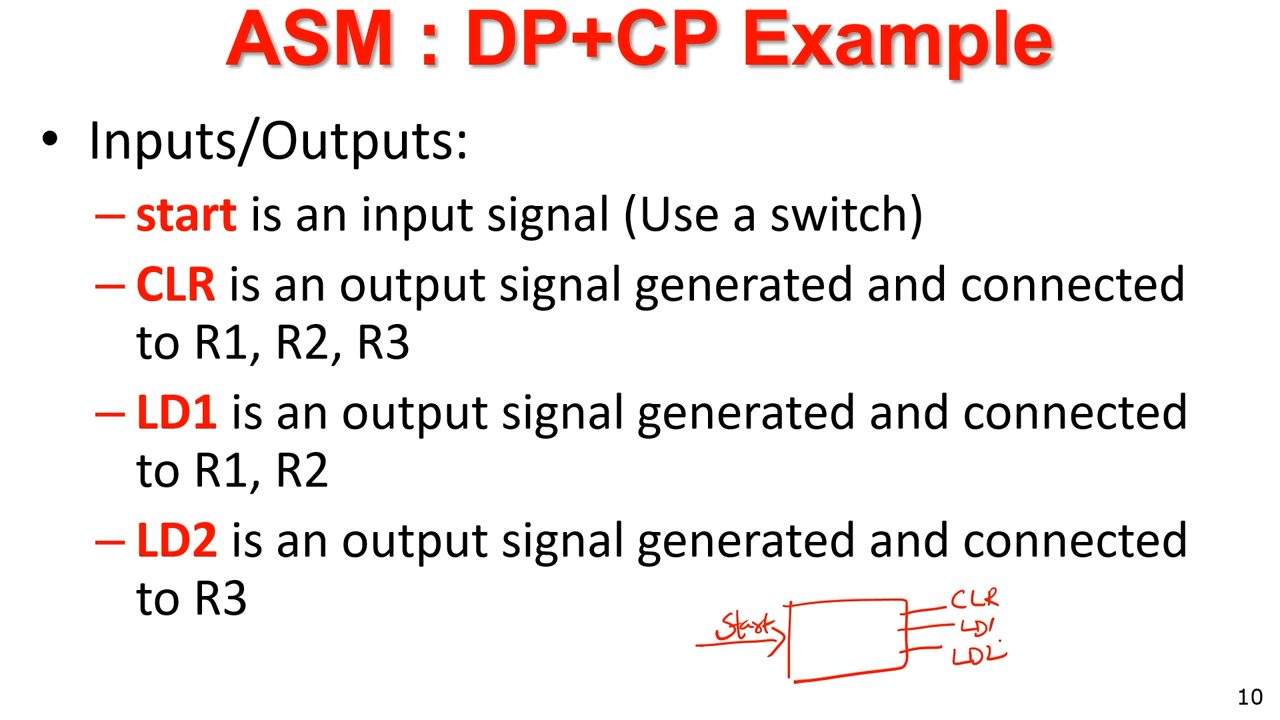 ASM : DP+CP Example
• Inputs/Outputs:
– start is an input signal (Use a switch)
– CLR is an output signal generated and connected
to R1, R2, R3
– LD1 is an output signal generated and connected
to R1, R2
– LD2 is an output signal generated and connected
to R3
Start
CLR
LD1
LD2
10